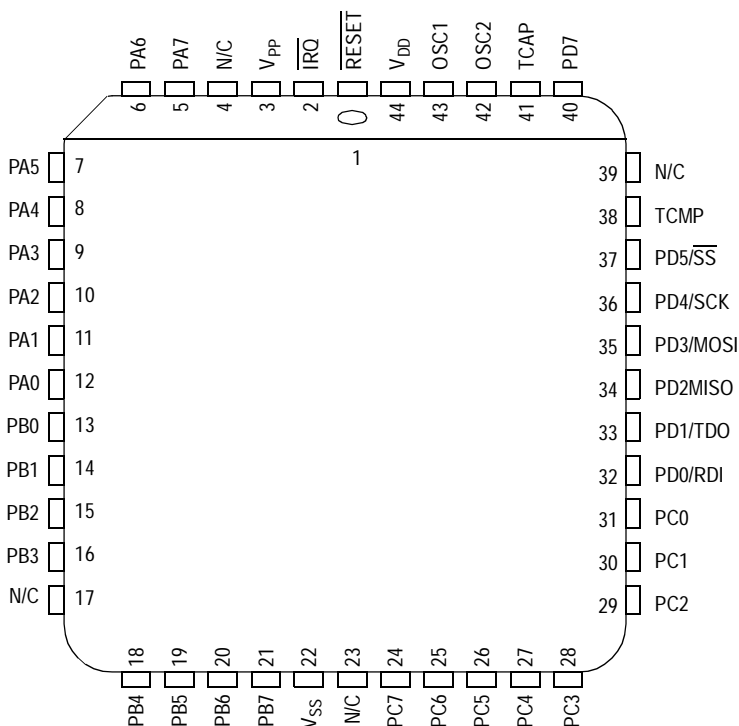 PA6 PA7 N/C VPP IRQ RESET VDD OSC1 OSC2 TCAP PD7
6 5 4 3 2 44 43 42 41 40
1
PA5 7
39 N/C
PA4 8
38 TCMP
PA3 9
37 PD5/SS
PA2 10
36 PD4/SCK
PA1 11
35 PD3/MOSI
PA0 12
34 PD2MISO
PB0 13
33 PD1/TDO
PB1 14
32 PD0/RDI
PB2 15
31 PC0
PB3 16
30 PC1
N/C 17
29 PC2
18 19 20 21 22 23 24 25 26 27 28
PB4 PB5 PB6 PB7 VSS N/C PC7 PC6 PC5 PC4 PC3